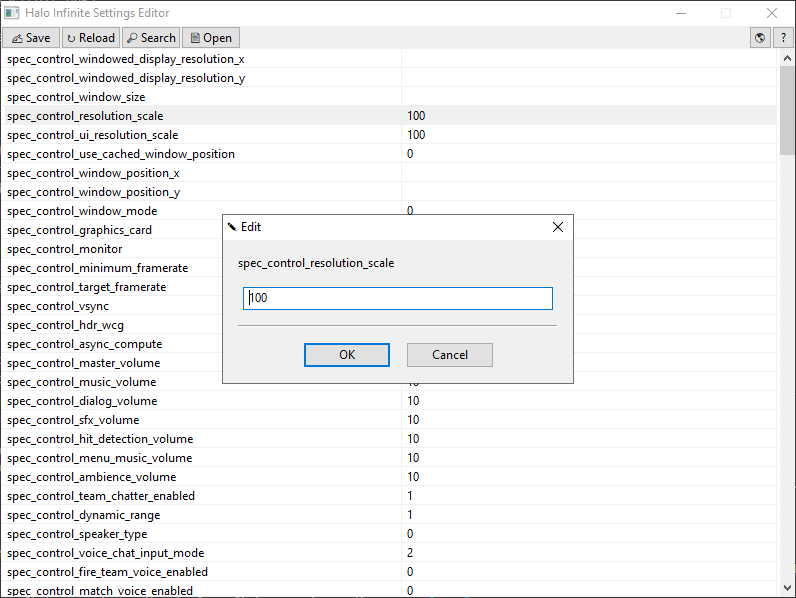 Halo Infinite Settings Editor
Save Reload Search Open ?
spec_control_windowed_display_resolution_x
spec_control_windowed_display_resolution_y
spec_control_window_size
spec_control_resolution_scale 100
spec_control_ui_resolution_scale 100
spec_control_use_cached_window_position 0
spec_control_window_position_x
spec_control_window_position_y
spec_control_window_mode 0
spec_control_graphics_card
spec_control_monitor
spec_control_minimum_framerate
spec_control_target_framerate
spec_control_vsync
spec_control_hdr_wcg
spec_control_async_compute
spec_control_master_volume
spec_control_music_volume 10
spec_control_dialog_volume 10
spec_control_sfx_volume 10
spec_control_hit_detection_volume 10
spec_control_menu_music_volume 10
spec_control_ambience_volume 10
spec_control_team_chatter_enabled 1
spec_control_dynamic_range 1
spec_control_speaker_type 0
spec_control_voice_chat_input_mode 2
spec_control_fire_team_voice_enabled 0
spec_control_match_voice_enabled 0
Edit
spec_control_resolution_scale
100
OK Cancel